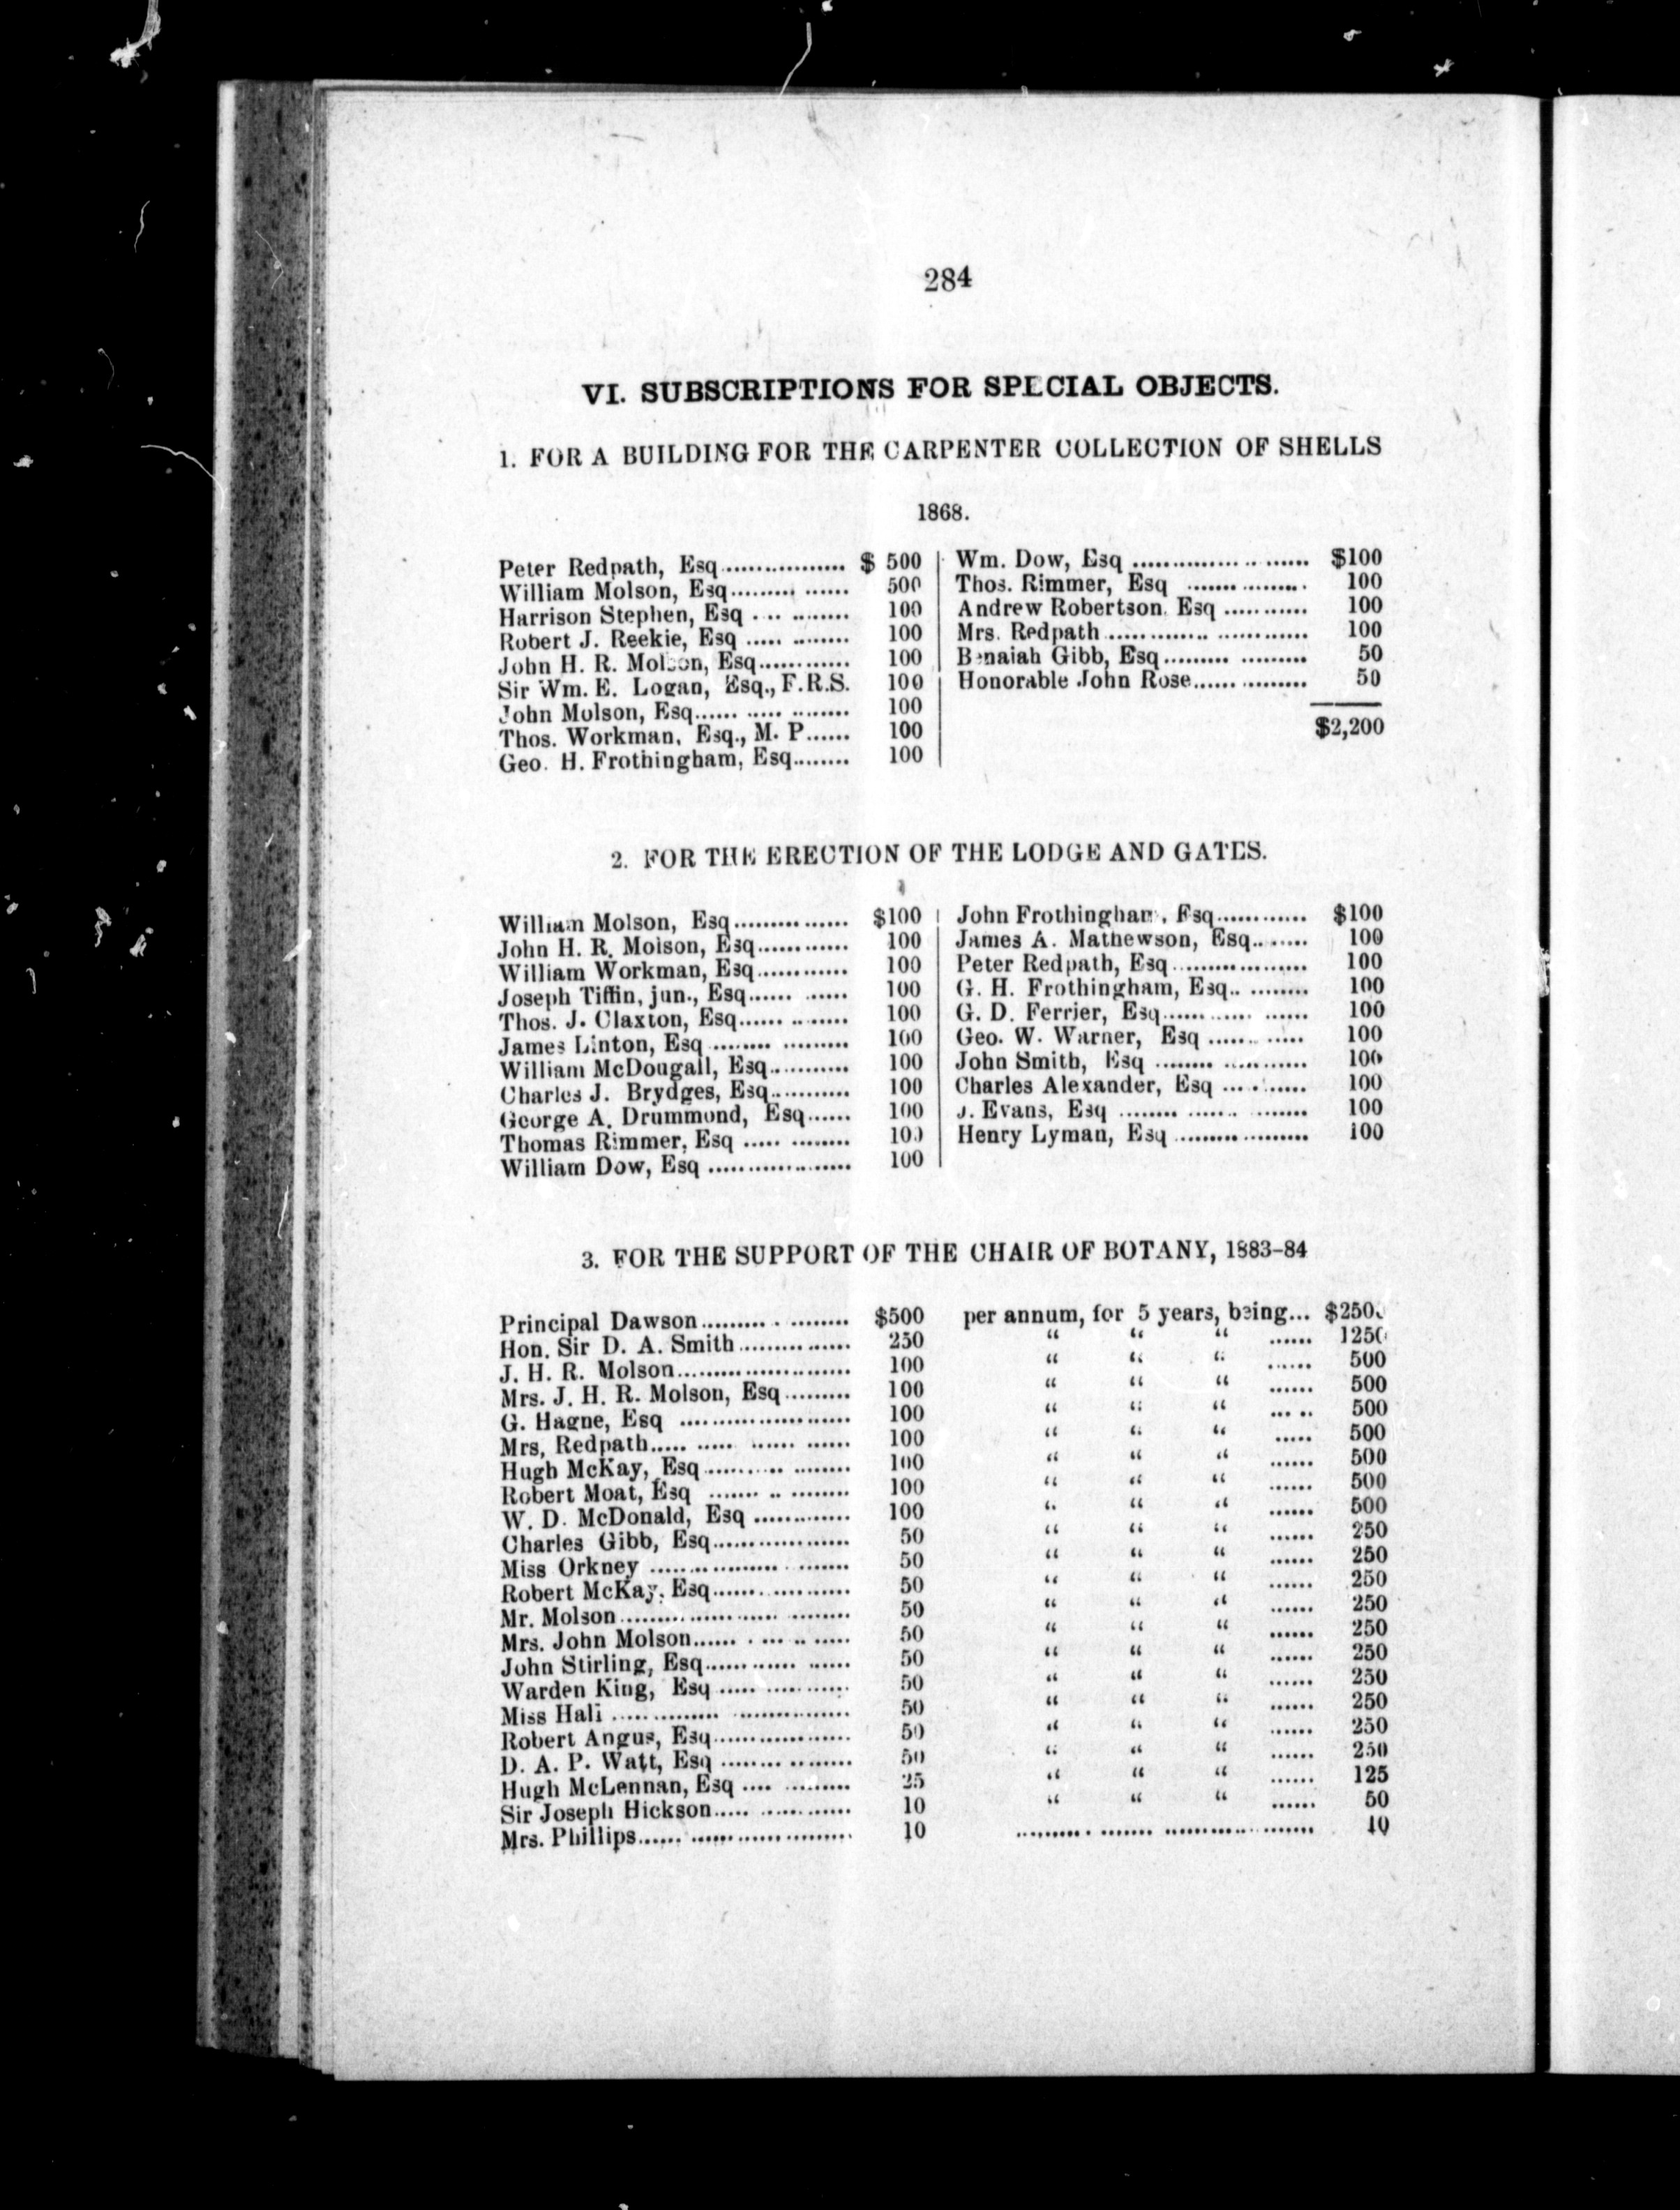 284
VI. SUBSCRIPTIONS FOR SPECIAL OBJECTS.
1. FOR A BUILDING FOR THE CARPENTER COLLECTION OF SHELLS
1868.
Peter Redpath, Esq................ $ 500
William Molson, Esq............... 500
Harrison Stephen, Esq ............ 100
Robert J. Reekie, Esq ............. 100
John H. R. Molson, Esq............ 100
Sir Wm. E. Logan, Esq., F.R.S. 100
John Molson, Esq................... 100
Thos. Workman, Esq., M. P...... 100
Geo. H. Frothingham, Esq........ 100
Wm. Dow, Esq ....................... $100
Thos. Rimmer, Esq ................ 100
Andrew Robertson, Esq ........... 100
Mrs. Redpath.......................... 100
Benaiah Gibb, Esq.................. 50
Honorable John Rose............... 50
$2,200
2. FOR THE ERECTION OF THE LODGE AND GATES.
William Molson, Esq............... $100
John H. R. Molson, Esq............ 100
William Workman, Esq............ 100
Joseph Tiffin, jun., Esq............ 100
Thos. J. Claxton, Esq.............. 100
James Linton, Esq ................. 100
William McDougall, Esq........... 100
Charles J. Brydges, Esq........... 100
George A. Drummond, Esq...... 100
Thomas Rimmer, Esq ............. 100
William Dow, Esq .................. 100
John Frothingham, Esq............ $100
James A. Mathewson, Esq........ 100
Peter Redpath, Esq.................. 100
G. H. Frothingham, Esq.. ........ 100
G. D. Ferrier, Esq................... 100
Geo. W. Warner, Esq ............ 100
John Smith, Esq .................... 100
Charles Alexander, Esq ........... 100
J. Evans, Esq ....................... 100
Henry Lyman, Esq .................. 100
3. FOR THE SUPPORT OF THE CHAIR OF BOTANY, 1883-84
Principal Dawson.................. $500 per annum, for 5 years, being... $2500
Hon. Sir D. A. Smith............... 250 “ “ “ ...... 1250
J. H. R. Molson....................... 100 “ “ “ ...... 500
Mrs. J. H. R. Molson, Esq......... 100 “ “ “ ...... 500
G. Hagne, Esq ...................... 100 “ “ “ ..... 500
Mrs, Redpath....................... 100 “ “ “ ..... 500
Hugh McKay, Esq.................. 100 “ “ “ ...... 500
Robert Moat, Esq .................. 100 “ “ “ ...... 500
W. D. McDonald, Esq ............. 100 “ “ “ ...... 500
Charles Gibb, Esq................... 50 “ “ “ ...... 250
Miss Orkney .......................... 50 “ “ “ ...... 250
Robert McKay, Esq.................. 50 “ “ “ ...... 250
Mr. Molson............................ 50 “ “ “ ...... 250
Mrs. John Molson................... 50 “ “ “ ...... 250
John Stirling, Esq................... 50 “ “ “ ...... 250
Warden King, Esq ................. 50 “ “ “ ...... 250
Miss Hall .............................. 50 “ “ “ ...... 250
Robert Angus, Esq.................. 50 “ “ “ ...... 250
D. A. P. Watt, Esq ................. 50 “ “ “ ...... 250
Hugh McLennan, Esq ............. 25 “ “ “ ...... 125
Sir Joseph Hickson.................. 10 “ “ “ ...... 50
Mrs. Phillips........................... 10 ..................................... 10